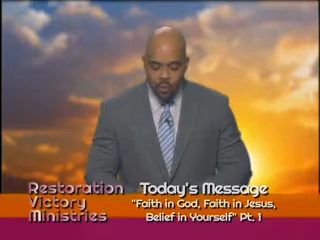 Restoration
Victory
Ministries
Today's Message
"Faith in God, Faith in Jesus,
Belief in Yourself" Pt. 1